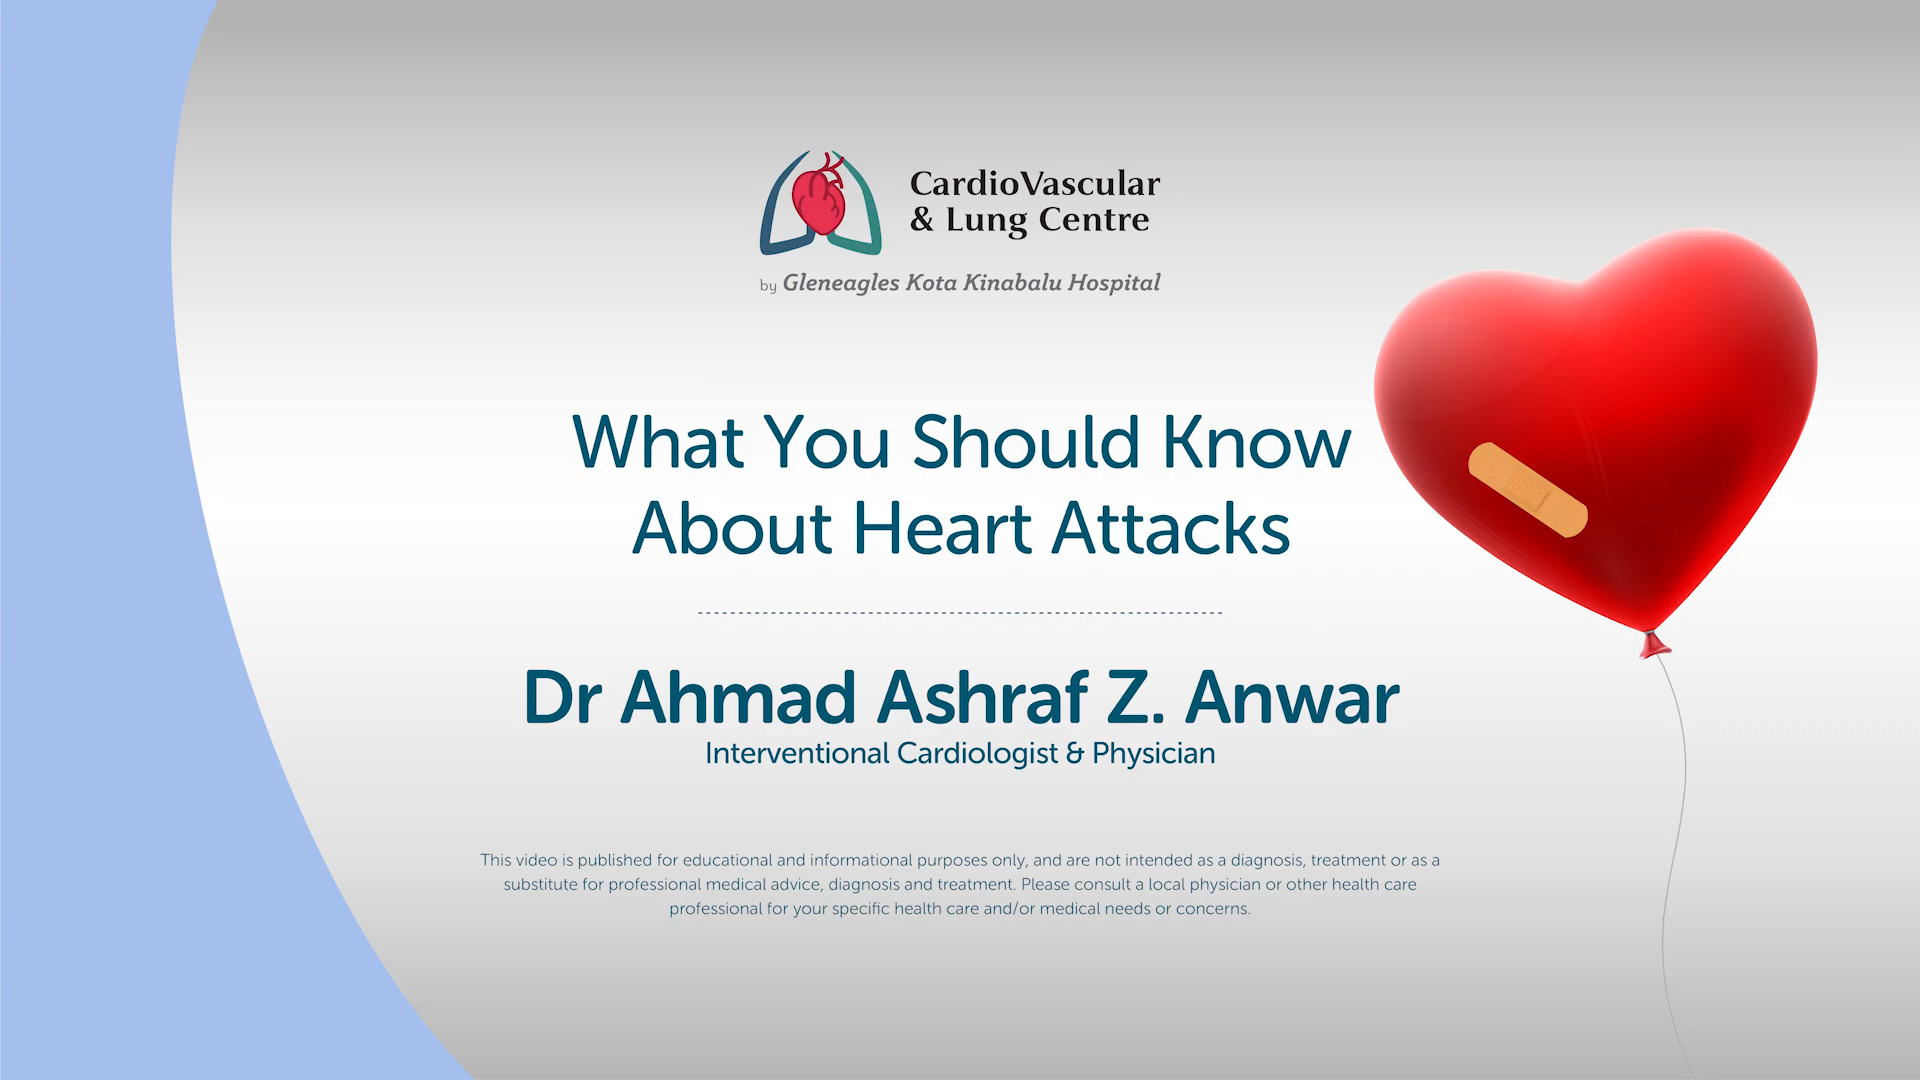 CardioVascular
& Lung Centre
by Gleneagles Kota Kinabalu Hospital
What You Should Know
About Heart Attacks
Dr Ahmad Ashraf Z. Anwar
Interventional Cardiologist & Physician
This video is published for educational and informational purposes only, and are not intended as a diagnosis, treatment or as a
substitute for professional medical advice, diagnosis and treatment. Please consult a local physician or other health care
professional for your specific health care and/or medical needs or concerns.